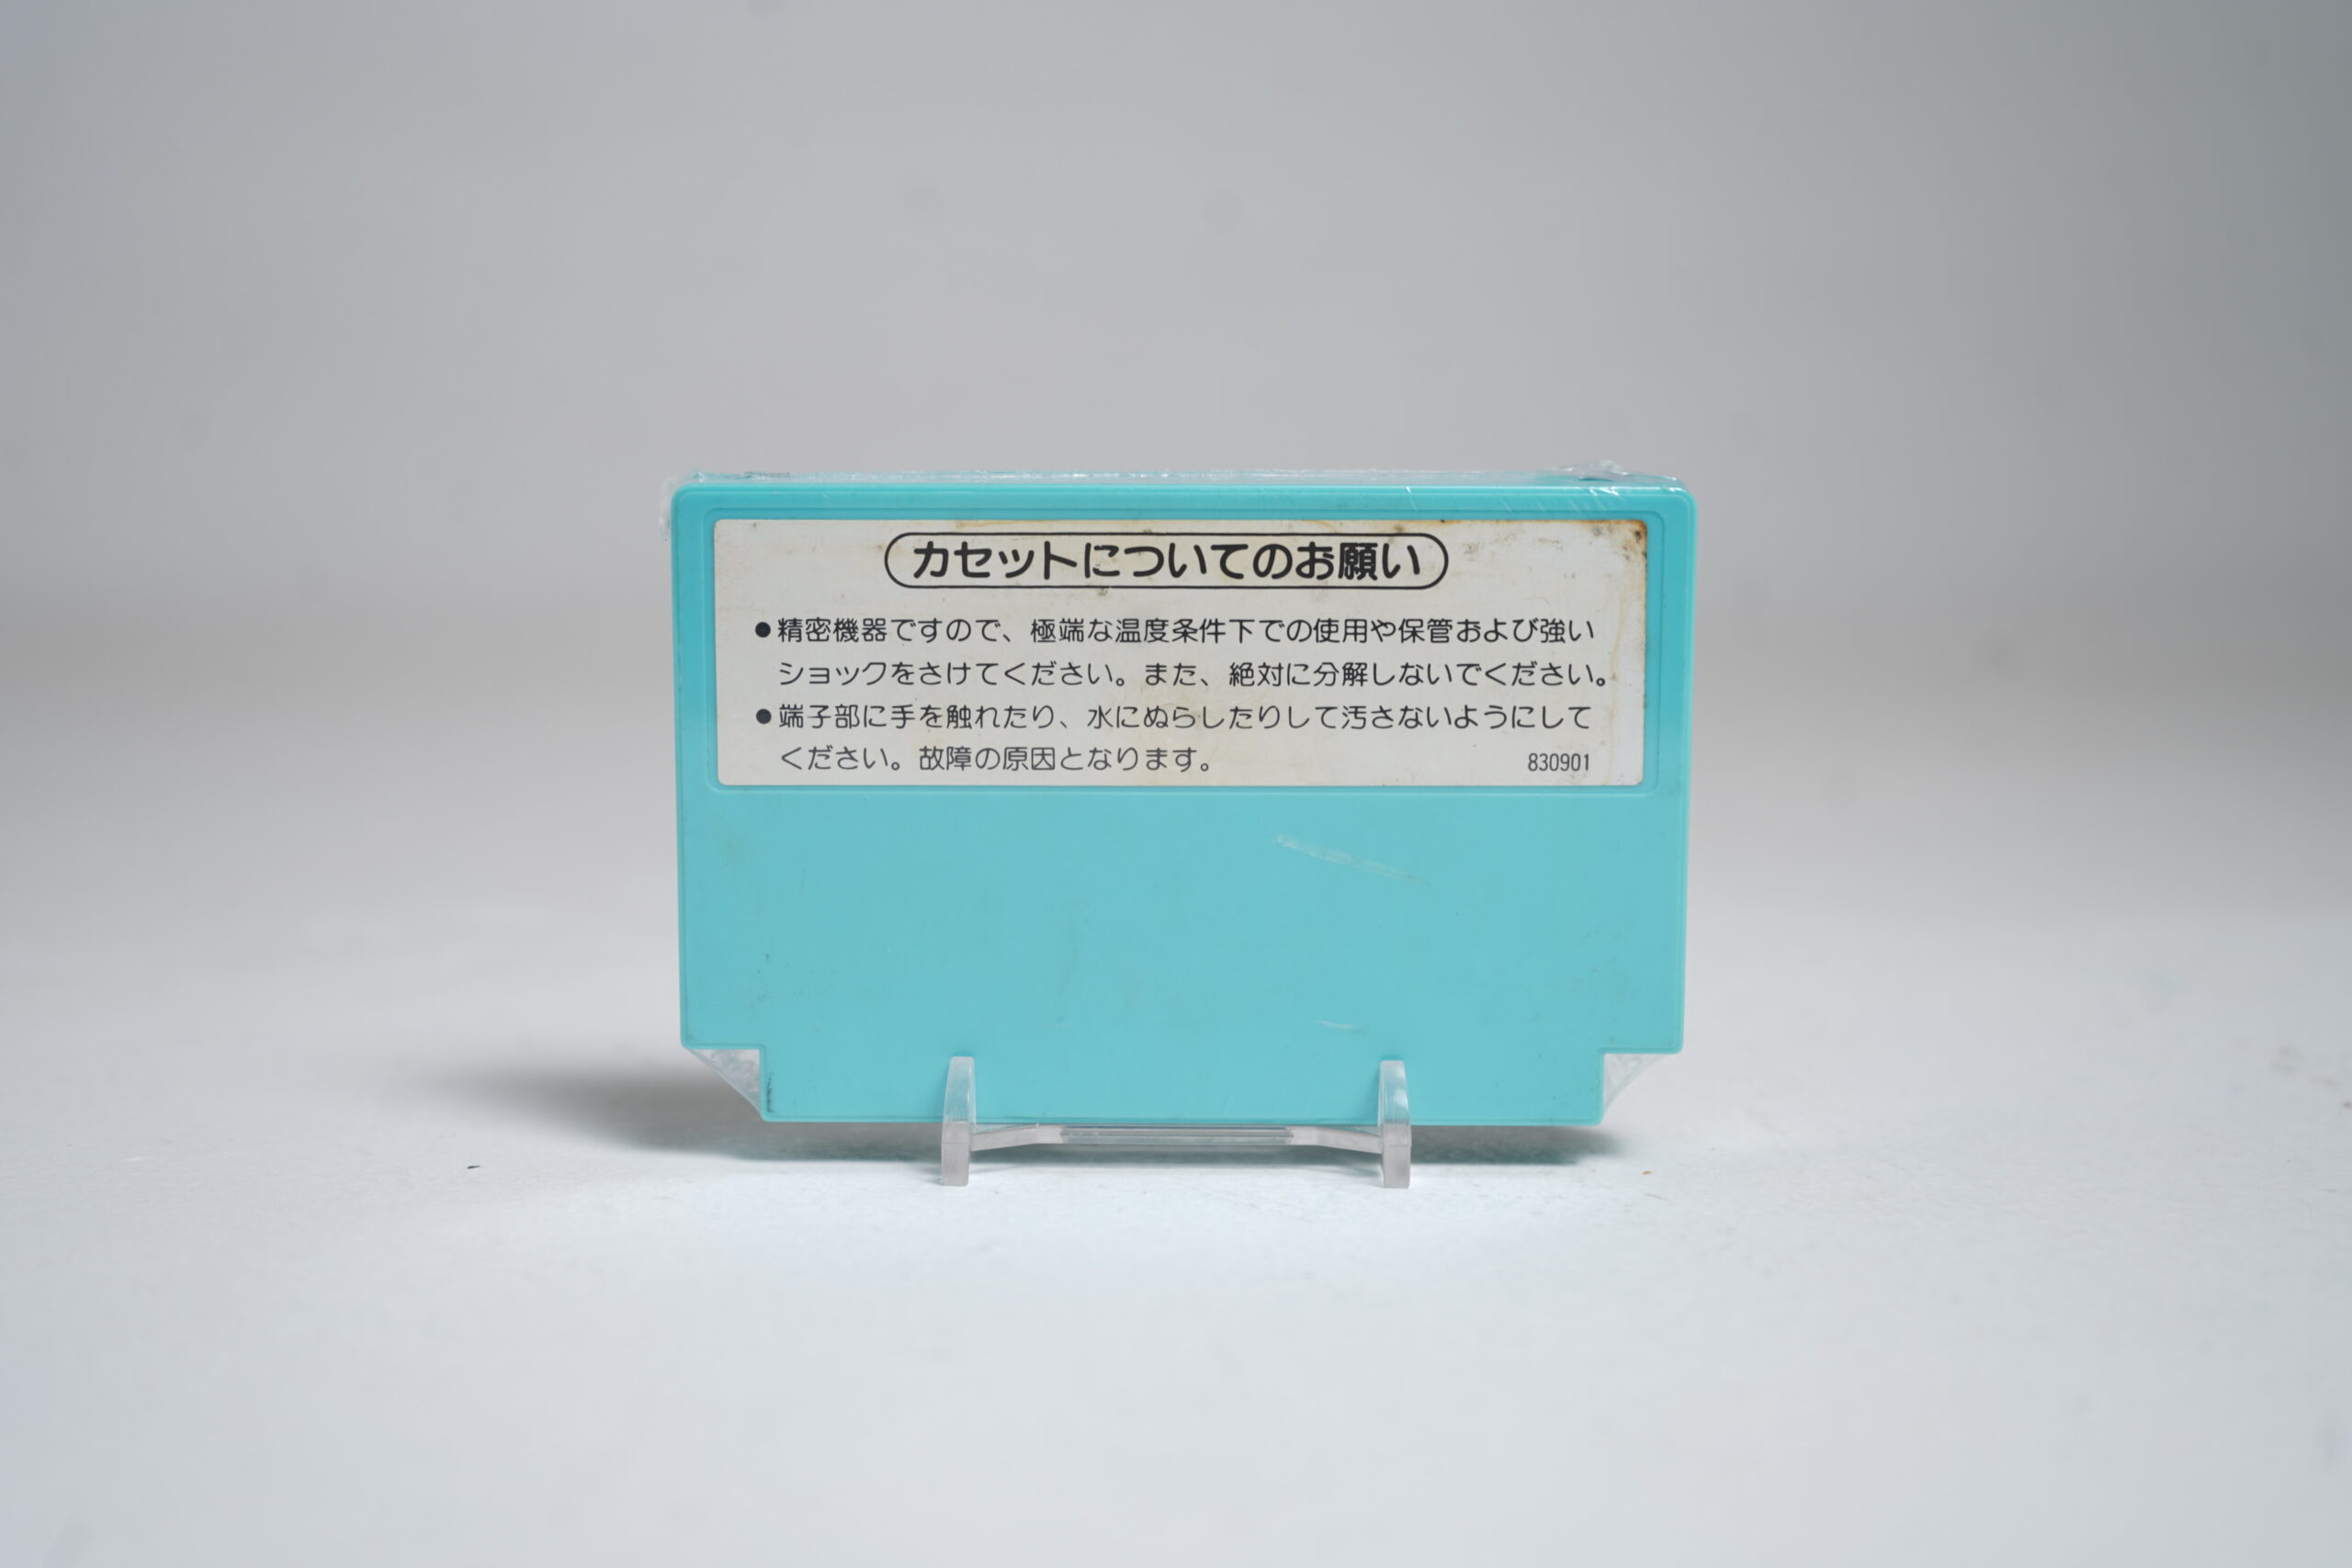 カセットについてのお願い
●精密機器ですので、極端な温度条件下での使用や保管および強い
ショックをさけてください。また、絶対に分解しないでください。
●端子部に手を触れたり、水にぬらしたりして汚さないようにして
ください。故障の原因となります。
830901